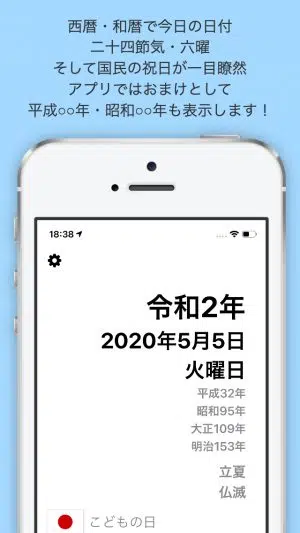 西暦・和暦で今日の日付
二十四節気・六曜
そして国民の祝日が一目瞭然
アプリではおまけとして
平成○○年・昭和○○年も表示します！
18:38
令和2年
2020年5月5日
火曜日
平成32年
昭和95年
大正109年
明治153年
立夏
仏滅
こどもの日